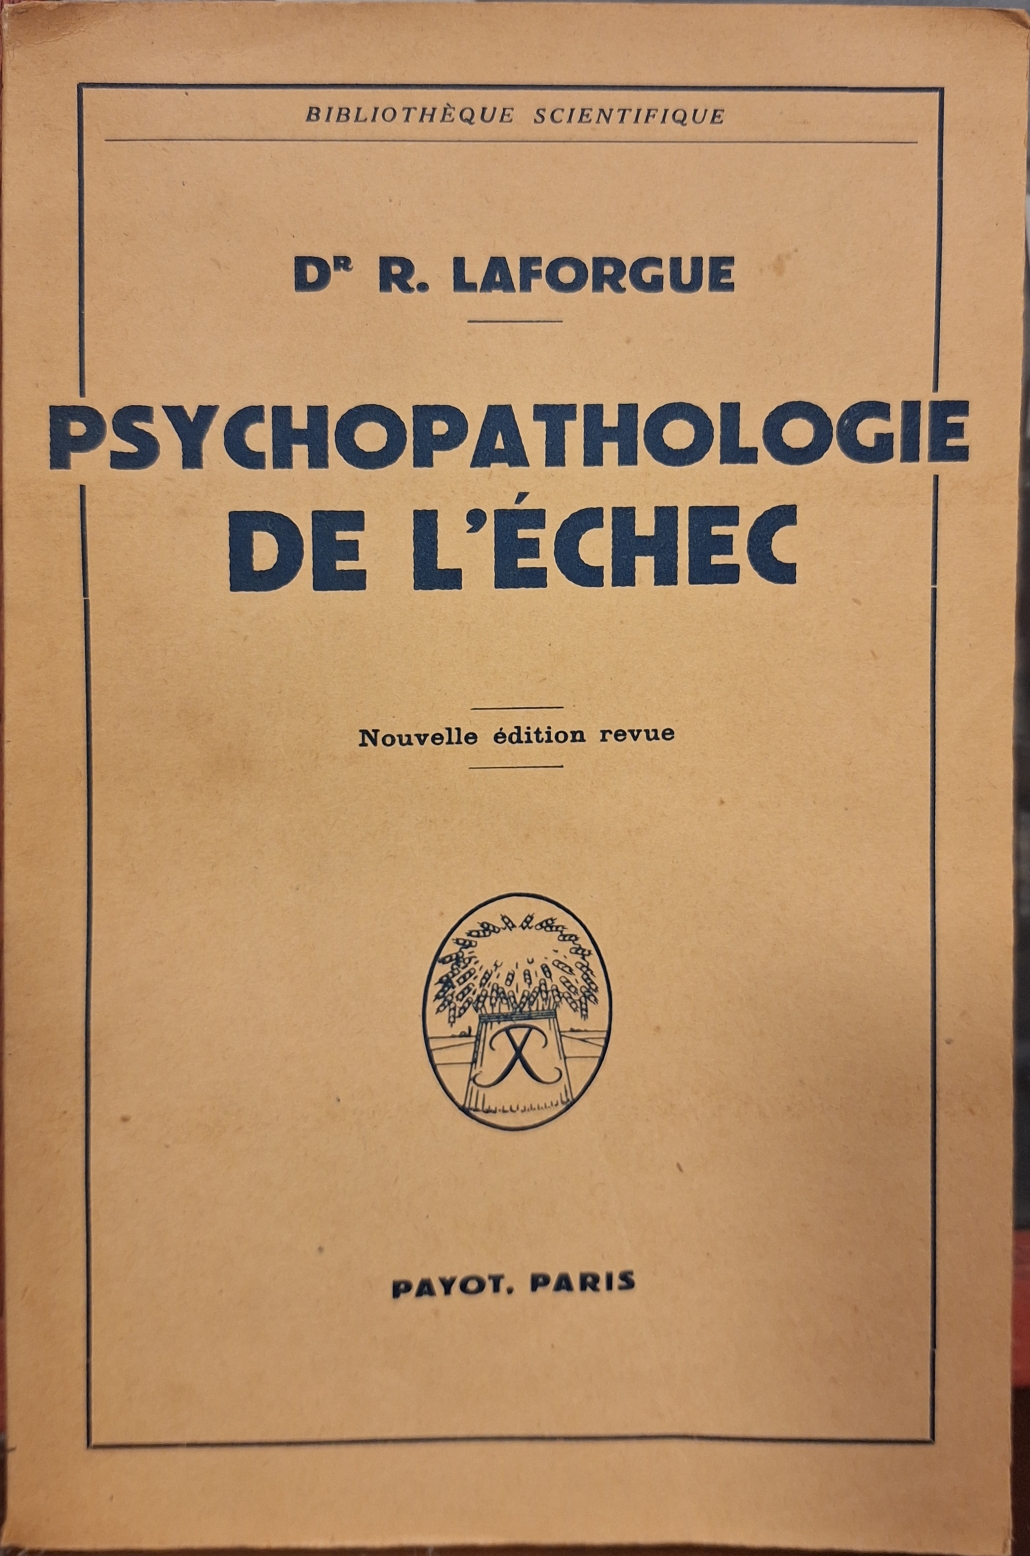 BIBLIOTHÈQUE SCIENTIFIQUE
Dᴿ R. LAFORGUE
PSYCHOPATHOLOGIE
DE L'ÉCHEC
Nouvelle édition revue
PAYOT, PARIS